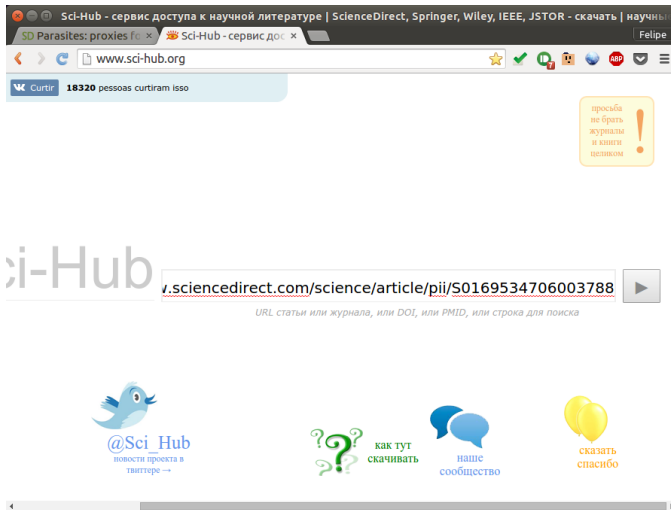 Sci-Hub - сервис доступа к научной литературе | ScienceDirect, Springer, Wiley, IEEE, JSTOR - скачать | научны
SD Parasites: proxies fo ×
Sci-Hub - сервис дос ×
Felipe
www.sci-hub.org
7
ABP
Curtir 18320 pessoas curtiram isso
просьба
не брать
журналы
и книги
целиком
!
ci-Hub
w.sciencedirect.com/science/article/pii/S0169534706003788
URL статьи или журнала, или DOI, или PMID, или строка для поиска
@Sci_Hub
новости проекта в
твиттере →
???
как тут
скачивать
наше
сообщество
сказать
спасибо